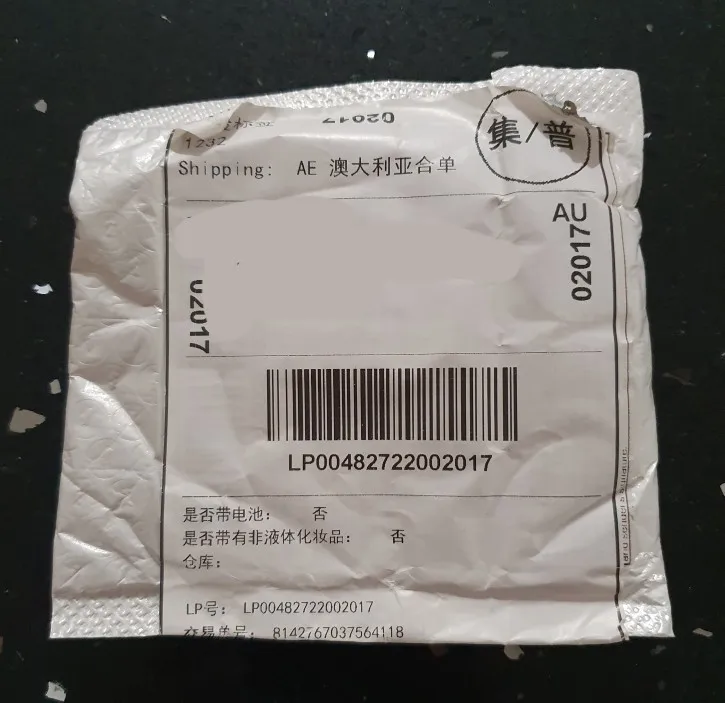 02017
集/普
1232
Shipping: AE 澳大利亚合单
AU
02017
02017
LP00482722002017
是否带电池: 否
是否带有非液体化妆品: 否
仓库:
LP号: LP00482722002017
交易单号: 8142767037564118